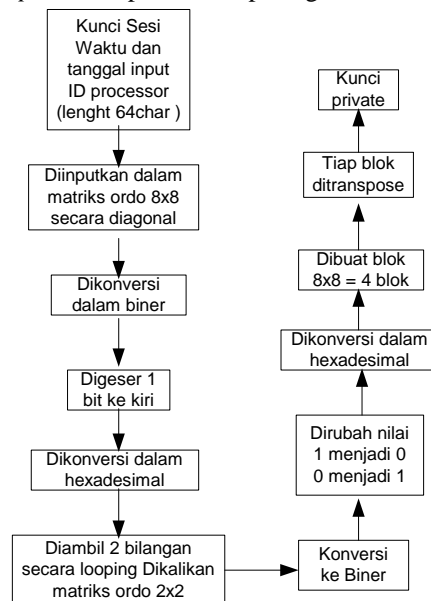 Kunci Sesi
Waktu dan
tanggal input
ID processor
(lenght 64char )
Diinputkan dalam
matriks ordo 8x8
secara diagonal
Dikonversi
dalam biner
Digeser 1
bit ke kiri
Dikonversi dalam
hexadesimal
Diambil 2 bilangan
secara looping Dikalikan
matriks ordo 2x2
Konversi
ke Biner
Dirubah nilai
1 menjadi 0
0 menjadi 1
Dikonversi dalam
hexadesimal
Dibuat blok
8x8 = 4 blok
Tiap blok
ditranspose
Kunci
private